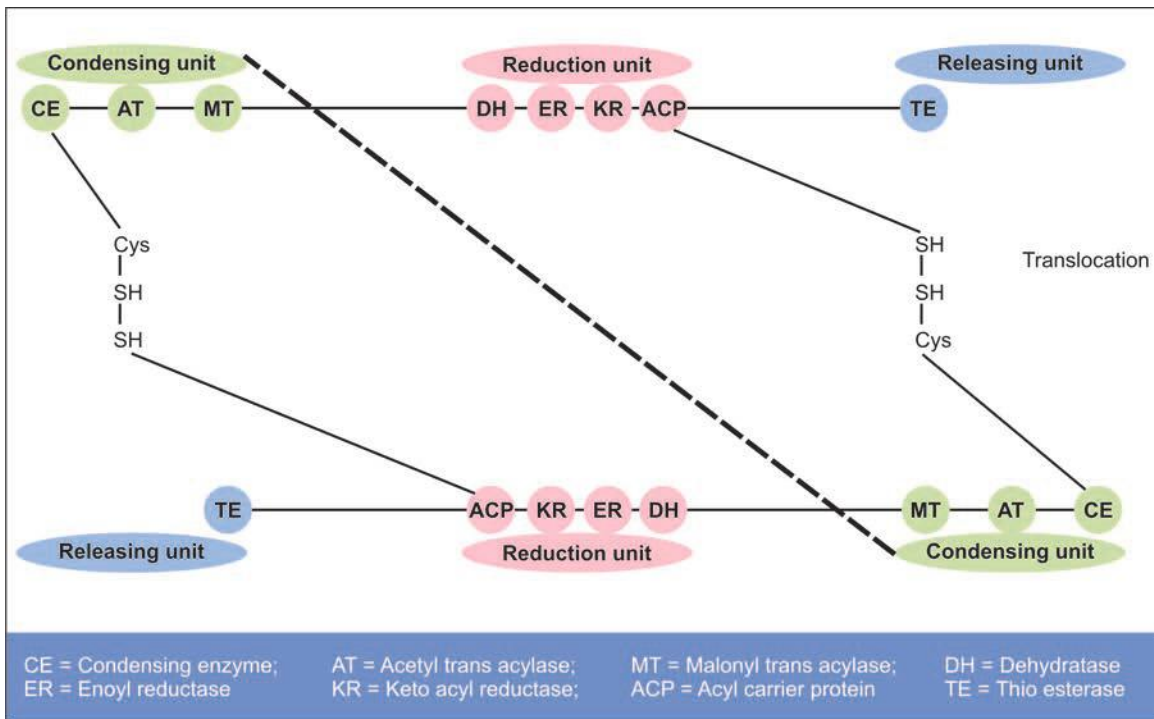 Condensing unit Reduction unit Releasing unit
CE AT MT DH ER KR ACP TE
Cys SH
SH SH Translocation
SH Cys
TE ACP KR ER DH MT AT CE
Releasing unit Reduction unit Condensing unit
CE = Condensing enzyme; AT = Acetyl trans acylase; MT = Malonyl trans acylase; DH = Dehydratase
ER = Enoyl reductase KR = Keto acyl reductase; ACP = Acyl carrier protein TE = Thio esterase